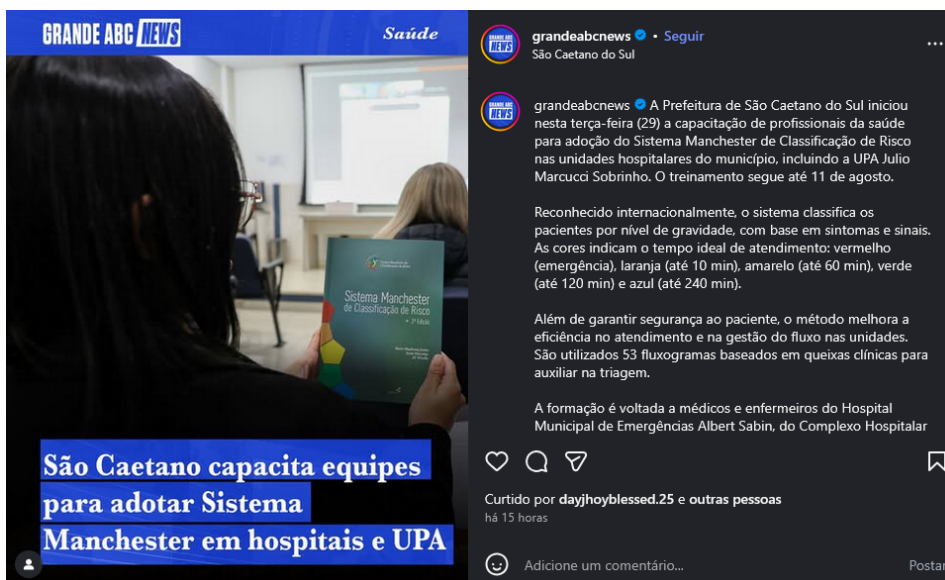 GRANDE ABC NEWS
Saúde
Sistema Manchester
de Classificação de Risco
São Caetano capacita equipes
para adotar Sistema
Manchester em hospitais e UPA
grandeabcnews • Seguir
São Caetano do Sul
grandeabcnews A Prefeitura de São Caetano do Sul iniciou
nesta terça-feira (29) a capacitação de profissionais da saúde
para adoção do Sistema Manchester de Classificação de Risco
nas unidades hospitalares do município, incluindo a UPA Julio
Marcucci Sobrinho. O treinamento segue até 11 de agosto.
Reconhecido internacionalmente, o sistema classifica os
pacientes por nível de gravidade, com base em sintomas e sinais.
As cores indicam o tempo ideal de atendimento: vermelho
(emergência), laranja (até 10 min), amarelo (até 60 min), verde
(até 120 min) e azul (até 240 min).
Além de garantir segurança ao paciente, o método melhora a
eficiência no atendimento e na gestão do fluxo nas unidades.
São utilizados 53 fluxogramas baseados em queixas clínicas para
auxiliar na triagem.
A formação é voltada a médicos e enfermeiros do Hospital
Municipal de Emergências Albert Sabin, do Complexo Hospitalar
Curtido por dayjhoyblessed.25 e outras pessoas
há 15 horas
Adicione um comentário...
Postar